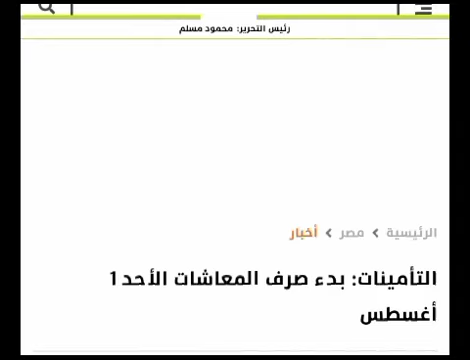 رئيس التحرير: محمود مسلم
الرئيسية > مصر > أخبار
التأمينات: بدء صرف المعاشات الأحد 1
أغسطس